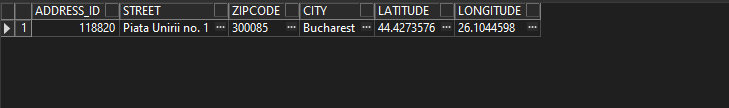 ADDRESS_ID STREET ZIPCODE CITY LATITUDE LONGITUDE
1 118820 Piata Unirii no. 1 ··· 300085 ··· Bucharest ··· 44.4273576 ··· 26.1044598 ···